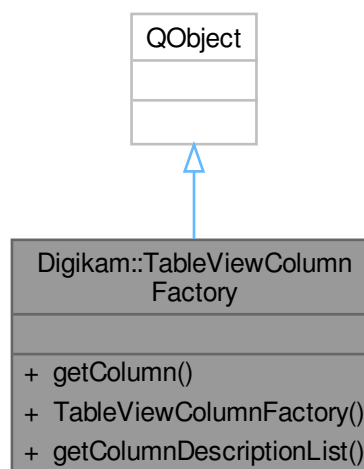 QObject
Digikam::TableViewColumn
Factory
+ getColumn()
+ TableViewColumnFactory()
+ getColumnDescriptionList()